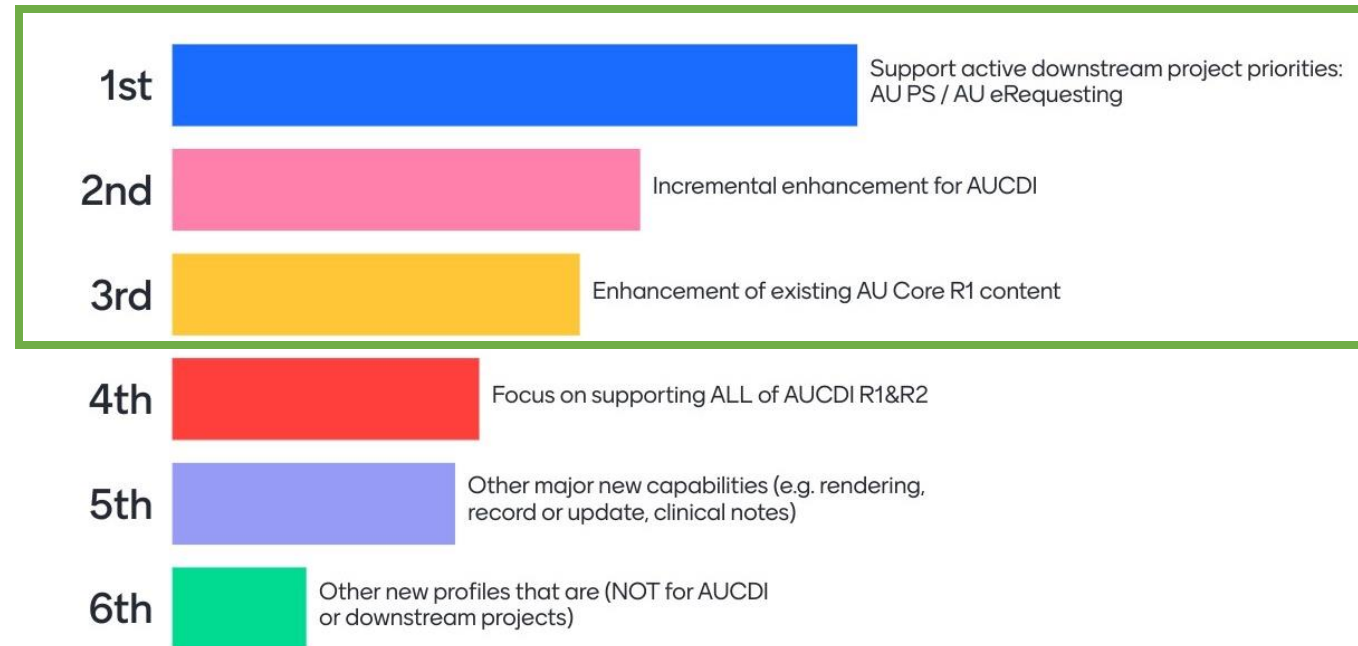 1st
Support active downstream project priorities:
AU PS / AU eRequesting
2nd
Incremental enhancement for AUCDI
3rd
Enhancement of existing AU Core R1 content
4th
Focus on supporting ALL of AUCDI R1&R2
5th
Other major new capabilities (e.g. rendering,
record or update, clinical notes)
6th
Other new profiles that are (NOT for AUCDI
or downstream projects)